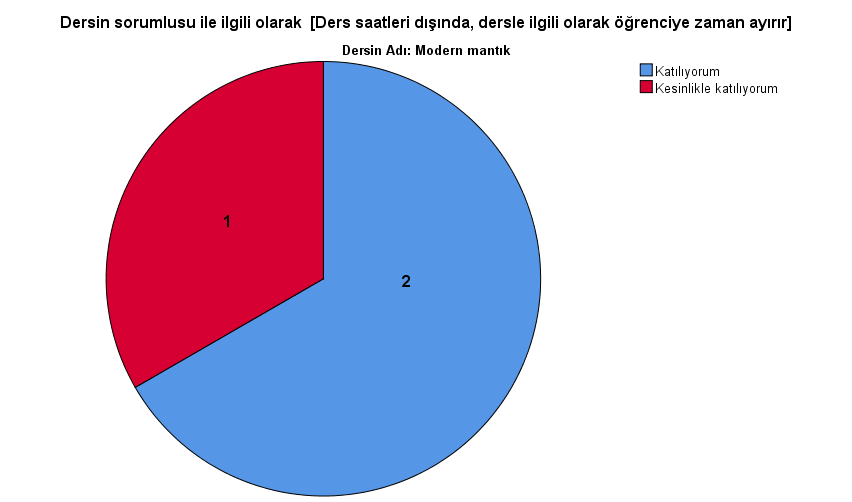 Dersin sorumlusu ile ilgili olarak  [Ders saatleri dışında, dersle ilgili olarak öğrenciye zaman ayırır]
Dersin Adı: Modern mantık
Katılıyorum
Kesinlikle katılıyorum
1
2